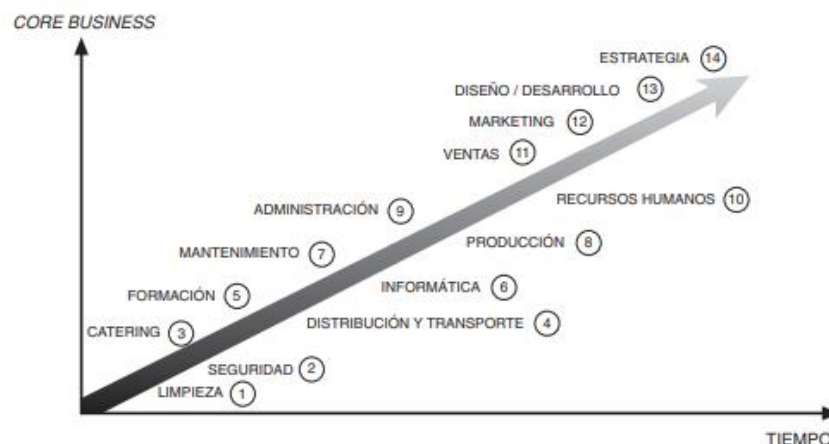 CORE BUSINESS
ESTRATEGIA 14
DISEÑO / DESARROLLO 13
MARKETING 12
VENTAS 11
RECURSOS HUMANOS 10
ADMINISTRACIÓN 9
PRODUCCIÓN 8
MANTENIMIENTO 7
INFORMÁTICA 6
FORMACIÓN 5
DISTRIBUCIÓN Y TRANSPORTE 4
CATERING 3
SEGURIDAD 2
LIMPIEZA 1
TIEMPO